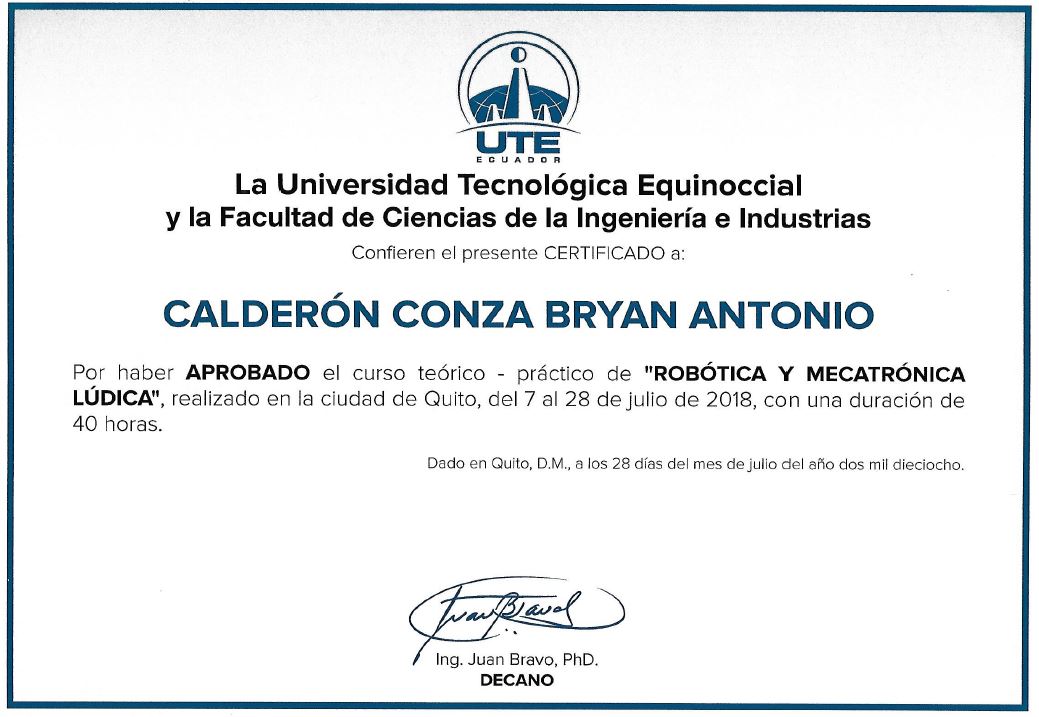 UTE
ECUADOR
La Universidad Tecnológica Equinoccial
y la Facultad de Ciencias de la Ingeniería e Industrias
Confieren el presente CERTIFICADO a:
CALDERÓN CONZA BRYAN ANTONIO
Por haber APROBADO el curso teórico - práctico de "ROBÓTICA Y MECATRÓNICA
LÚDICA", realizado en la ciudad de Quito, del 7 al 28 de julio de 2018, con una duración de
40 horas.
Dado en Quito, D.M., a los 28 días del mes de julio del año dos mil dieciocho.
Juan Bravo
Ing. Juan Bravo, PhD.
DECANO